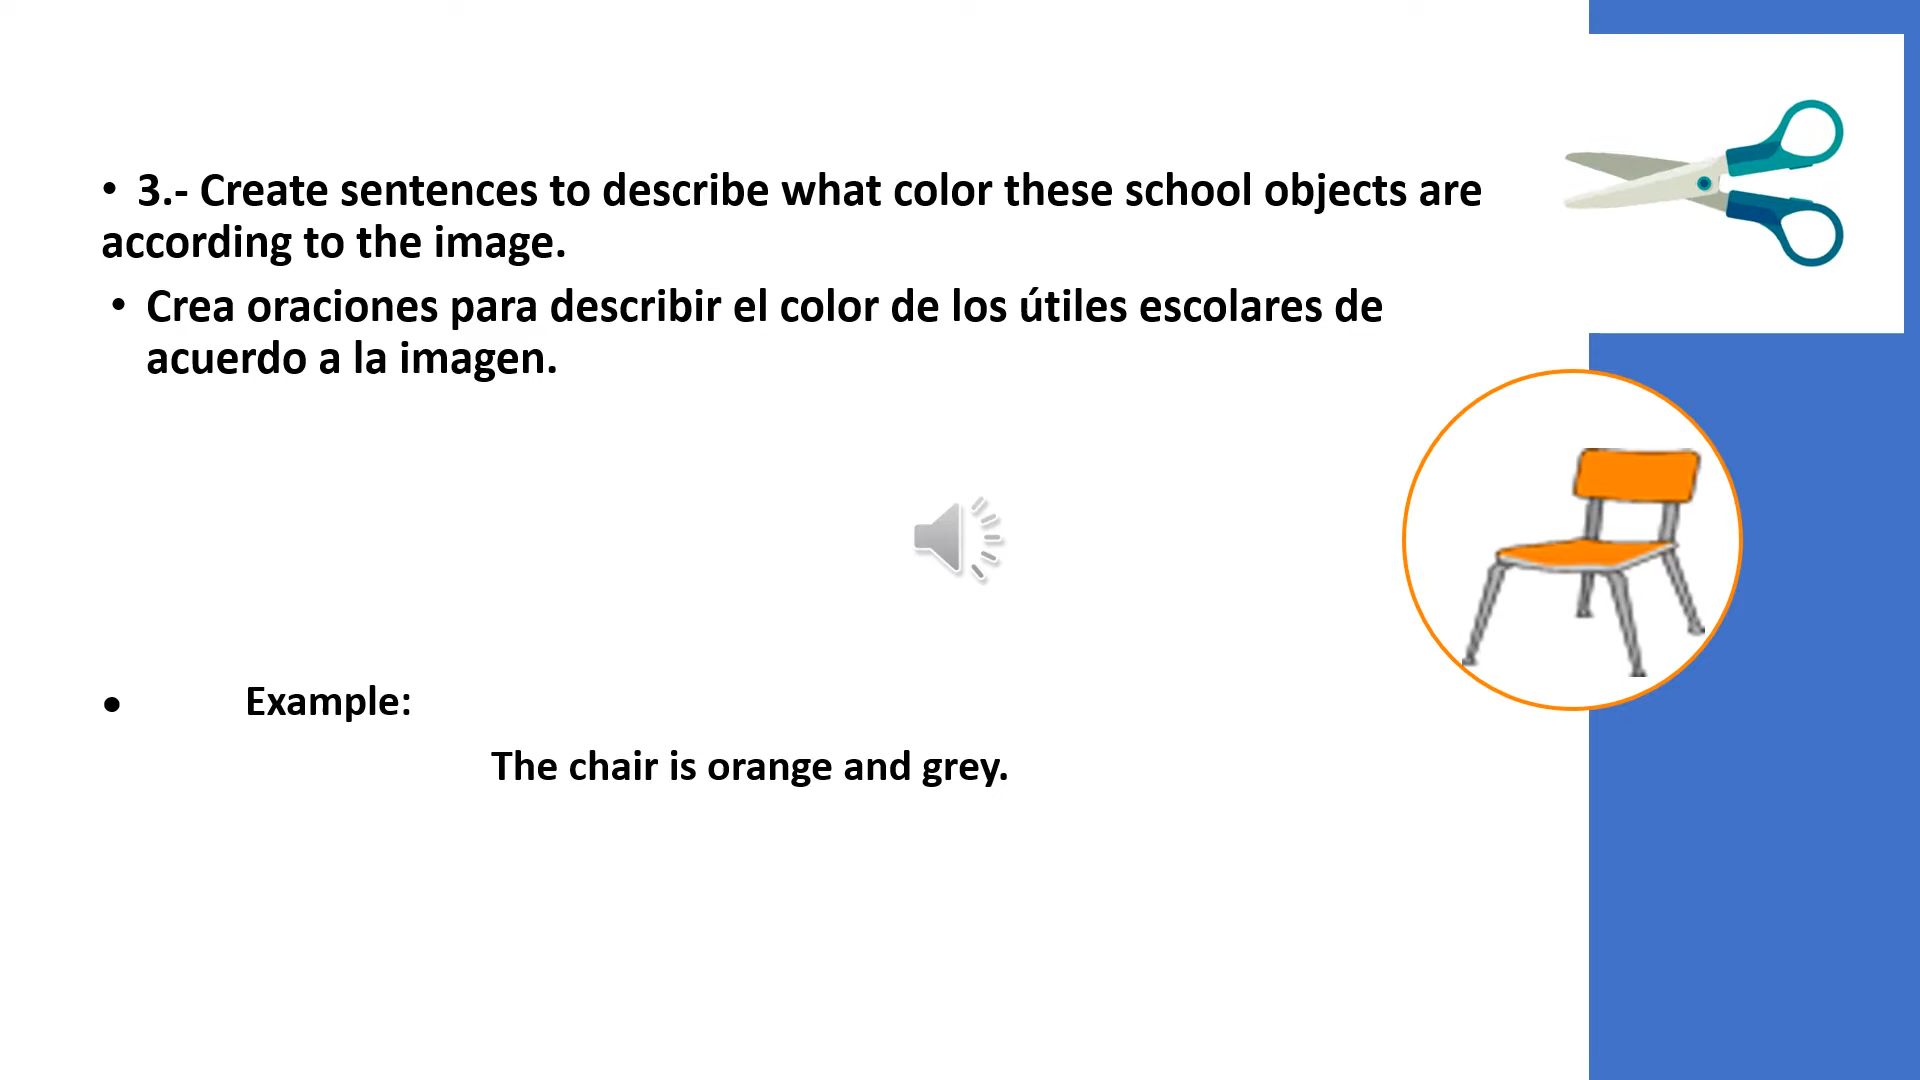 • 3.- Create sentences to describe what color these school objects are
according to the image.
• Crea oraciones para describir el color de los útiles escolares de
acuerdo a la imagen.
• Example:
The chair is orange and grey.